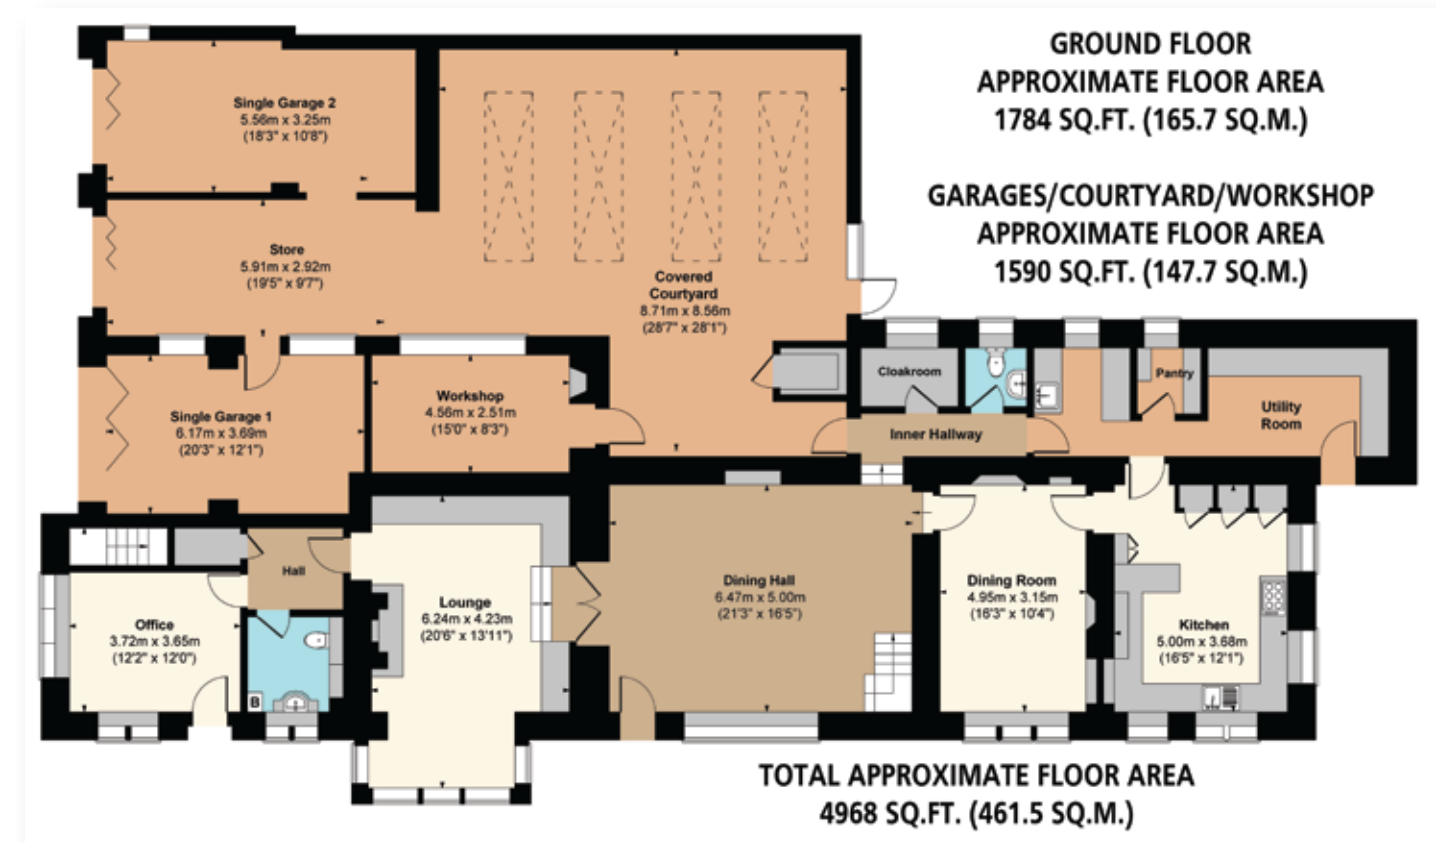 GROUND FLOOR
APPROXIMATE FLOOR AREA
1784 SQ.FT. (165.7 SQ.M.)
GARAGES/COURTYARD/WORKSHOP
APPROXIMATE FLOOR AREA
1590 SQ.FT. (147.7 SQ.M.)
Single Garage 2
5.56m x 3.25m
(18'3" x 10'8")
Store
5.91m x 2.92m
(19'5" x 9'7")
Covered
Courtyard
8.71m x 8.56m
(28'7" x 28'1")
Single Garage 1
6.17m x 3.69m
(20'3" x 12'1")
Workshop
4.56m x 2.51m
(15'0" x 8'3")
Cloakroom
Pantry
Inner Hallway
Utility
Room
Hall
Office
3.72m x 3.65m
(12'2" x 12'0")
B
Lounge
6.24m x 4.23m
(20'6" x 13'11")
Dining Hall
6.47m x 5.00m
(21'3" x 16'5")
Dining Room
4.95m x 3.15m
(16'3" x 10'4")
Kitchen
5.00m x 3.68m
(16'5" x 12'1")
TOTAL APPROXIMATE FLOOR AREA
4968 SQ.FT. (461.5 SQ.M.)